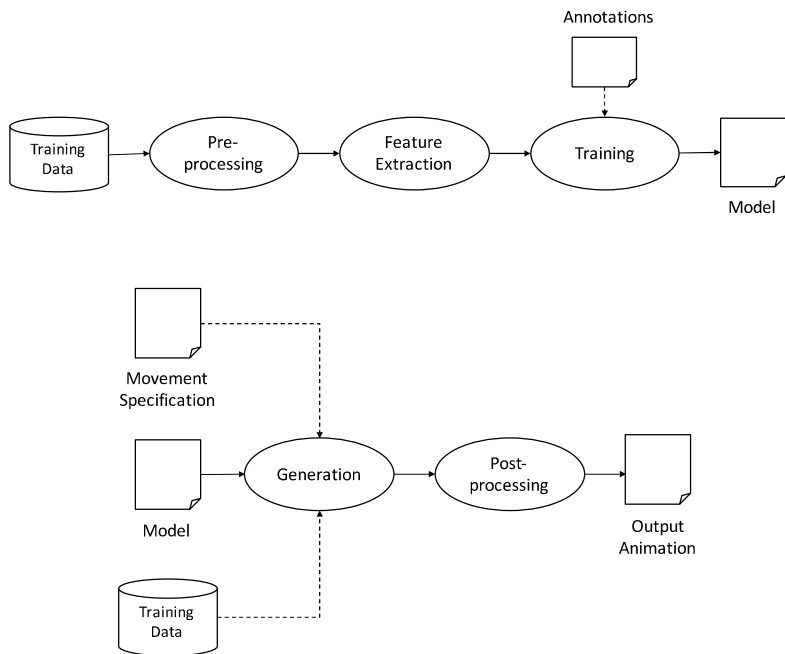 Annotations
Training
Data
Pre-
processing
Feature
Extraction
Training
Model
Movement
Specification
Model
Generation
Post-
processing
Output
Animation
Training
Data